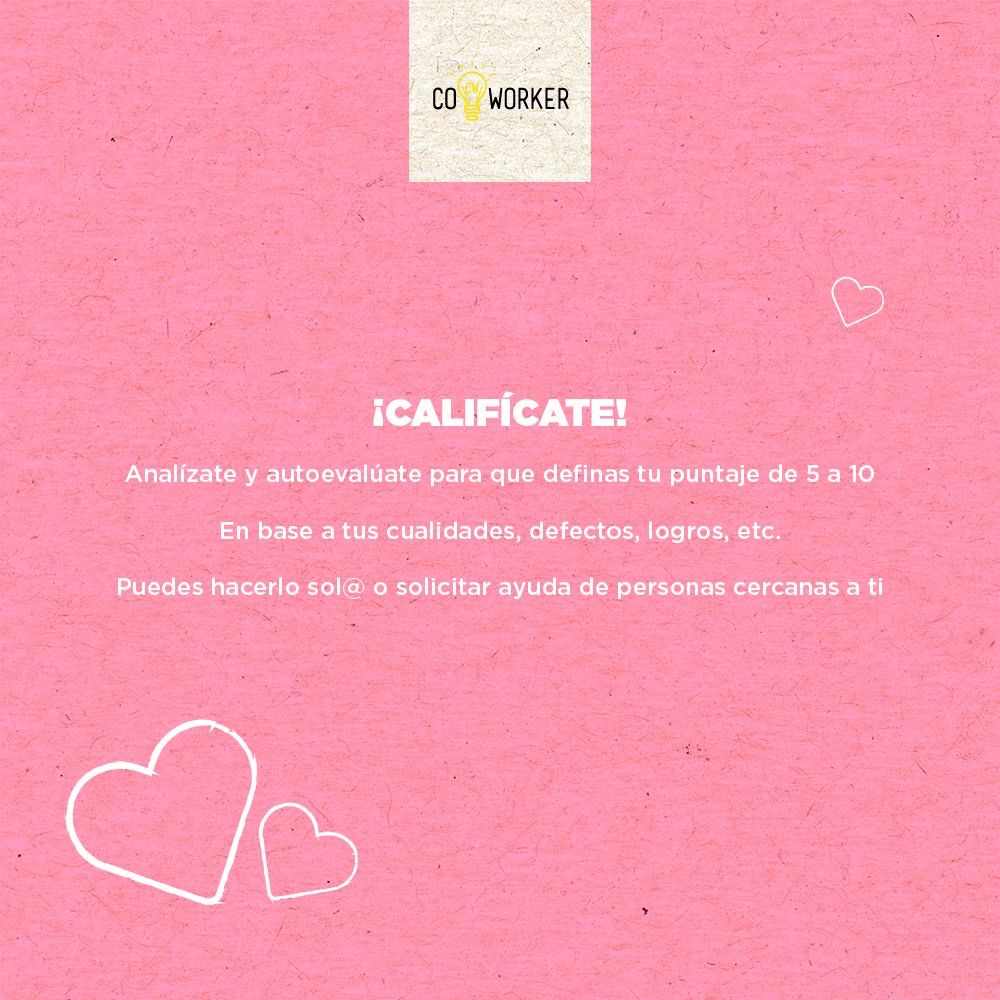 CO CW WORKER
¡CALIFÍCATE!
Analízate y autoevalúate para que definas tu puntaje de 5 a 10
En base a tus cualidades, defectos, logros, etc.
Puedes hacerlo sol@ o solicitar ayuda de personas cercanas a ti